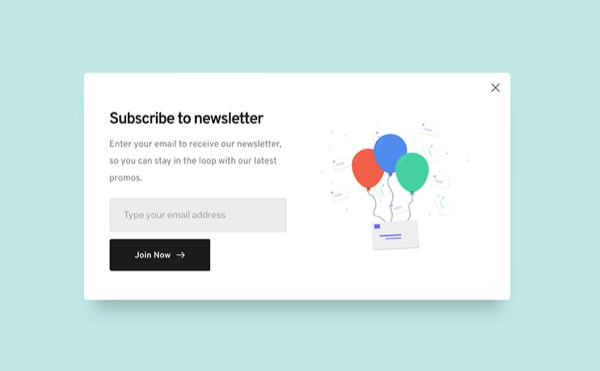 Subscribe to newsletter
Enter your email to receive our newsletter,
so you can stay in the loop with our latest
promos.
Type your email address
Join Now